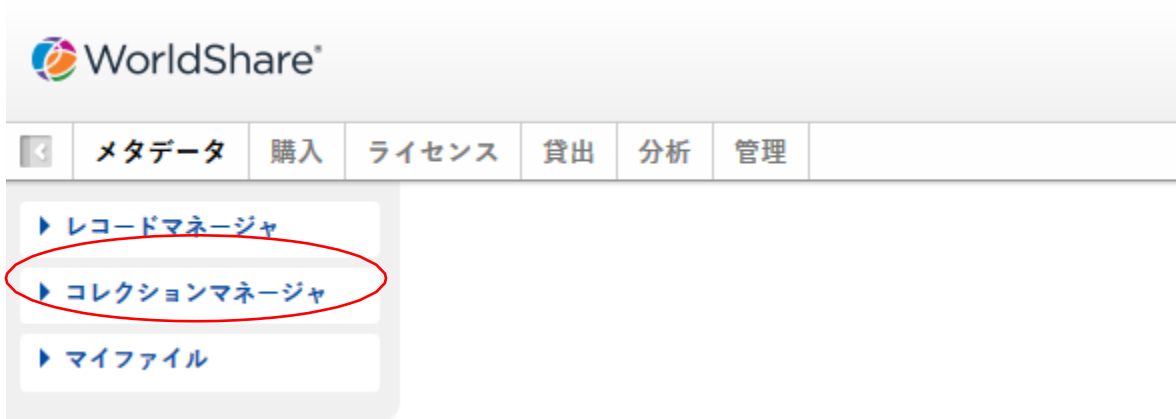 WorldShare®
メタデータ 購入 ライセンス 貸出 分析 管理
レコードマネージャ
コレクションマネージャ
マイファイル